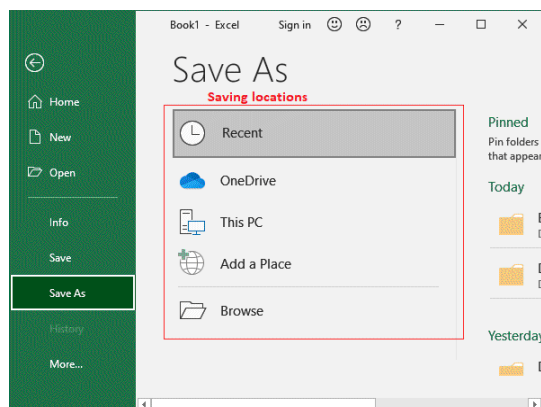 Book1 - Excel
Sign in
?
Save As
Saving locations
Home
New
Open
Info
Save
Save As
History
More...
Recent
OneDrive
This PC
Add a Place
Browse
Pinned
Pin folders
that appear
Today
Yesterday